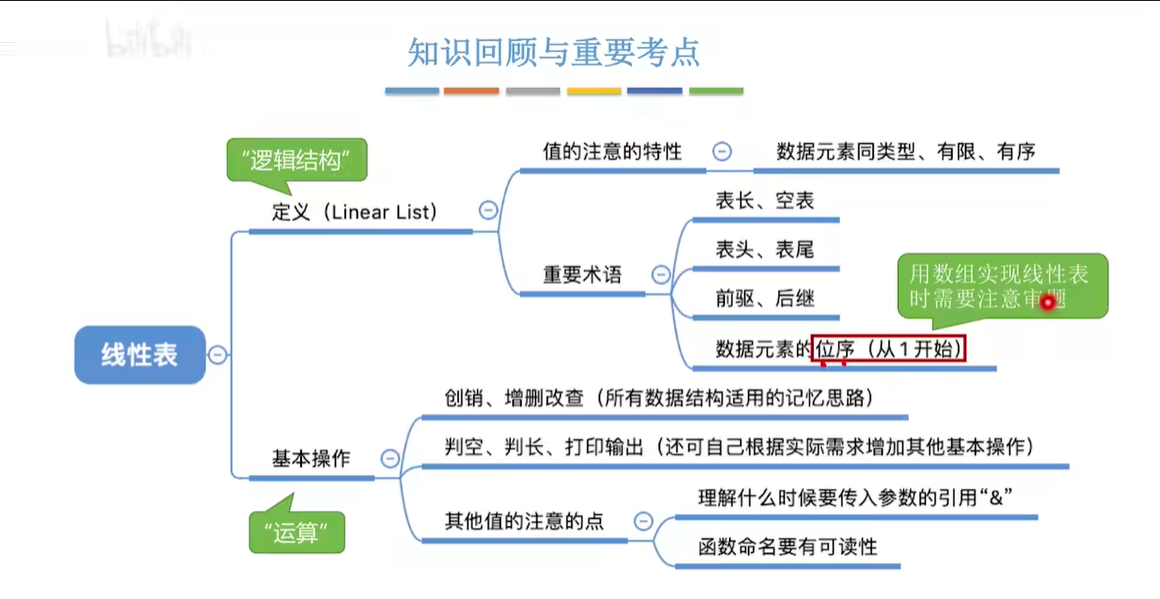 知识回顾与重要考点
“逻辑结构”
值的注意的特性
数据元素同类型、有限、有序
定义（Linear List）
表长、空表
表头、表尾
重要术语
前驱、后继
用数组实现线性表
时需要注意审题
数据元素的位序（从1开始）
线性表
创销、增删改查（所有数据结构适用的记忆思路）
判空、判长、打印输出（还可自己根据实际需求增加其他基本操作）
基本操作
理解什么时候要传入参数的引用“&”
其他值的注意的点
函数命名要有可读性
“运算”